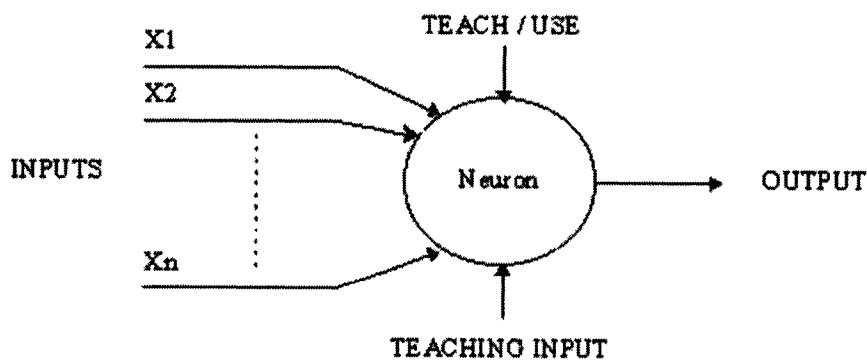 TEACH / USE
X1
X2
INPUTS
Neuron
OUTPUT
Xn
TEACHING INPUT